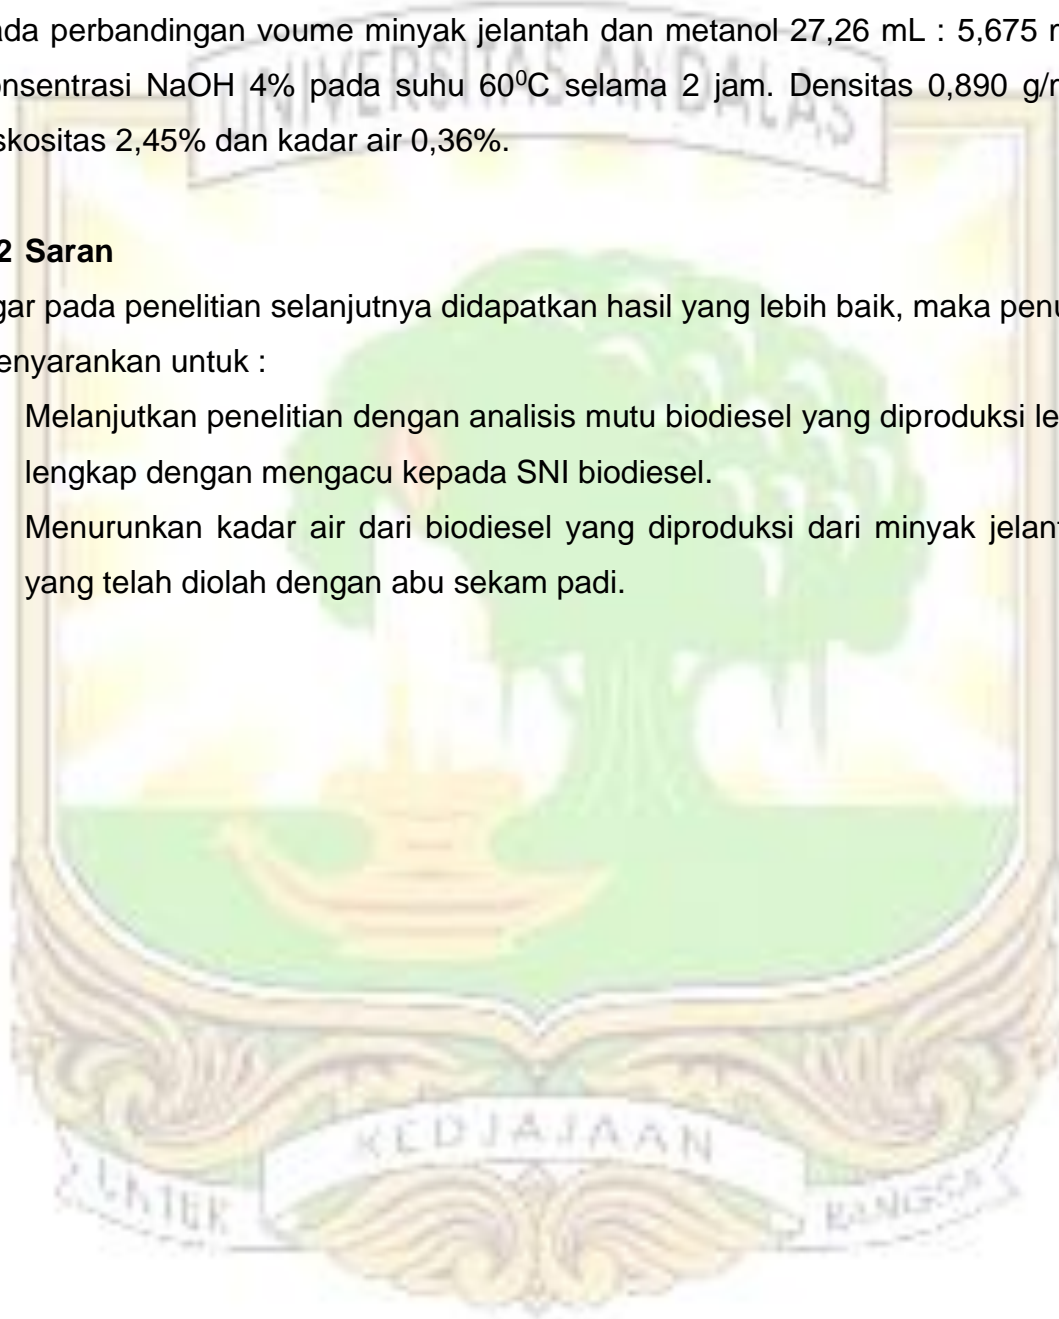 ada perbandingan voume minyak jelantah dan metanol 27,26 mL : 5,675 m
onsentrasi NaOH 4% pada suhu 60⁰C selama 2 jam. Densitas 0,890 g/m
skositas 2,45% dan kadar air 0,36%.
UNIVERSITAS ANDALAS
2 Saran
gar pada penelitian selanjutnya didapatkan hasil yang lebih baik, maka penu
enyarankan untuk :
Melanjutkan penelitian dengan analisis mutu biodiesel yang diproduksi le
lengkap dengan mengacu kepada SNI biodiesel.
Menurunkan kadar air dari biodiesel yang diproduksi dari minyak jelan
yang telah diolah dengan abu sekam padi.
UNTUK KEDJAJAAN BANGSA